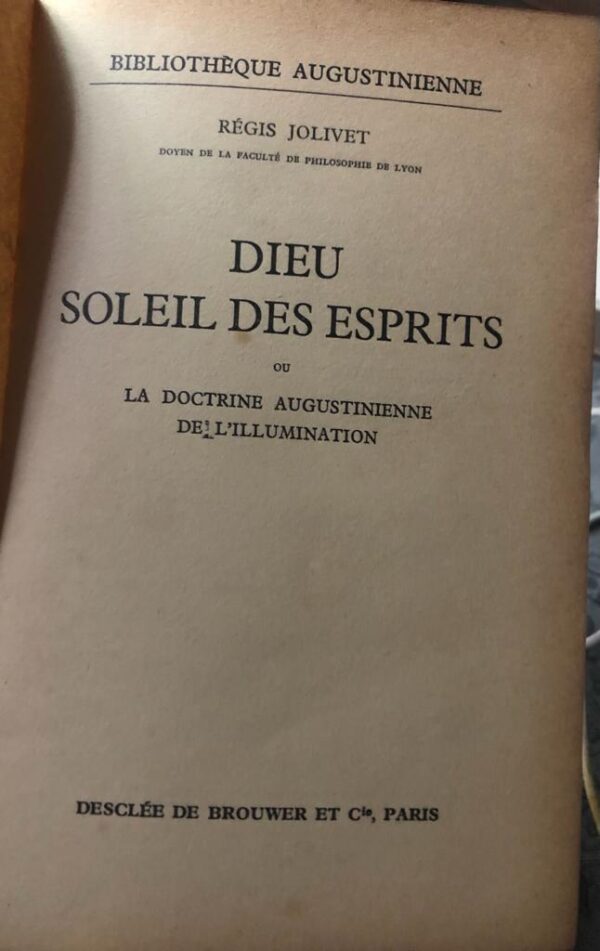 BIBLIOTHÈQUE AUGUSTINIENNE
RÉGIS JOLIVET
DOYEN DE LA FACULTÉ DE PHILOSOPHIE DE LYON
DIEU
SOLEIL DES ESPRITS
OU
LA DOCTRINE AUGUSTINIENNE
DE L'ILLUMINATION
DESCLÉE DE BROUWER ET Cie, PARIS